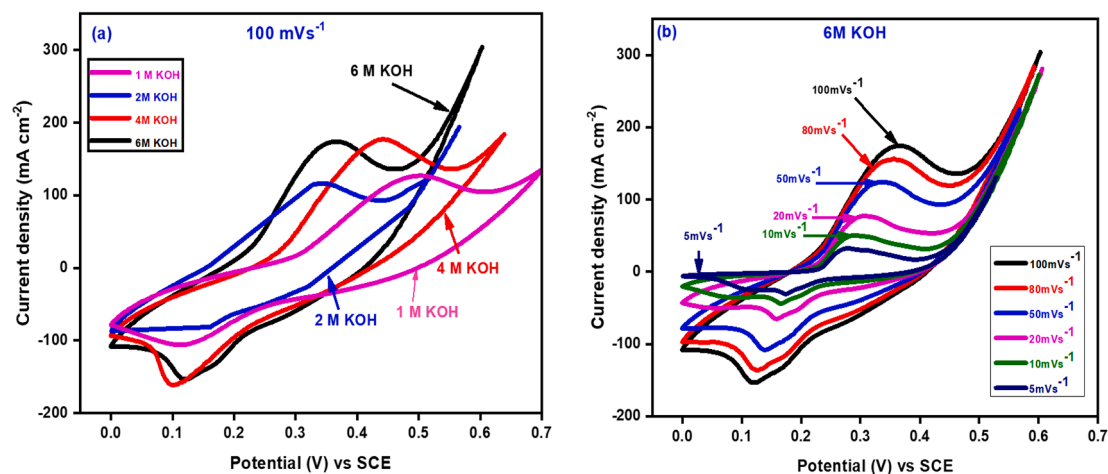 (a)
100 mVs⁻¹
1 M KOH
2M KOH
4M KOH
6M KOH
6 M KOH
4 M KOH
2 M KOH
1 M KOH
Current density (mA cm⁻²)
300
200
100
0
-100
-200
0.0 0.1 0.2 0.3 0.4 0.5 0.6 0.7
Potential (V) vs SCE
(b)
6M KOH
100mVs⁻¹
80mVs⁻¹
50mVs⁻¹
20mVs⁻¹
10mVs⁻¹
5mVs⁻¹
100mVs⁻¹
80mVs⁻¹
50mVs⁻¹
20mVs⁻¹
10mVs⁻¹
5mVs⁻¹
Current density (mA cm⁻²)
300
200
100
0
-100
-200
0.0 0.1 0.2 0.3 0.4 0.5 0.6 0.7
Potential (V) vs SCE